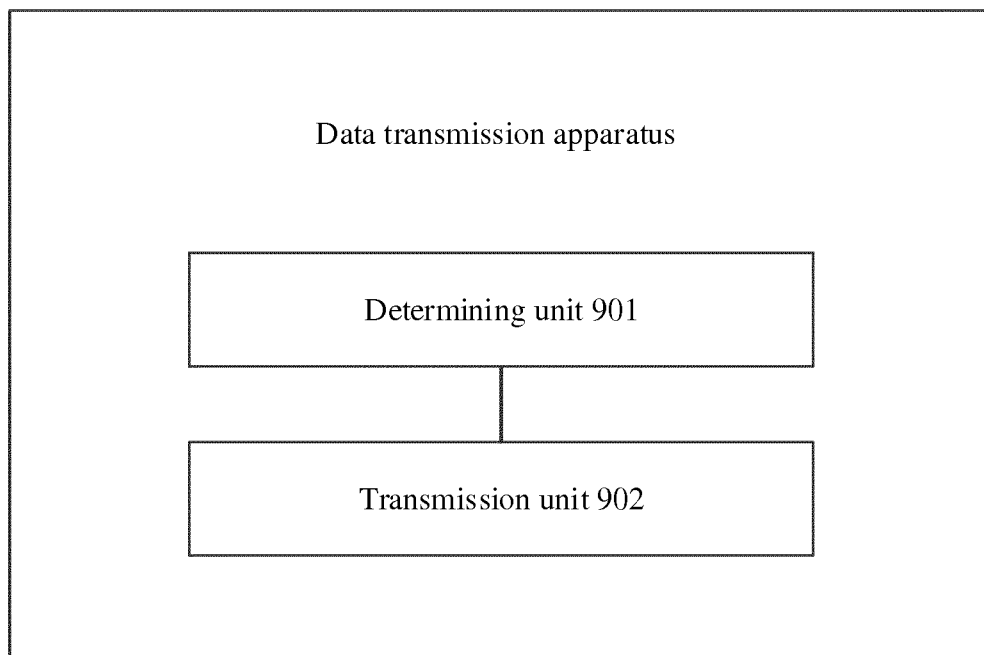 Data transmission apparatus
Determining unit 901
Transmission unit 902